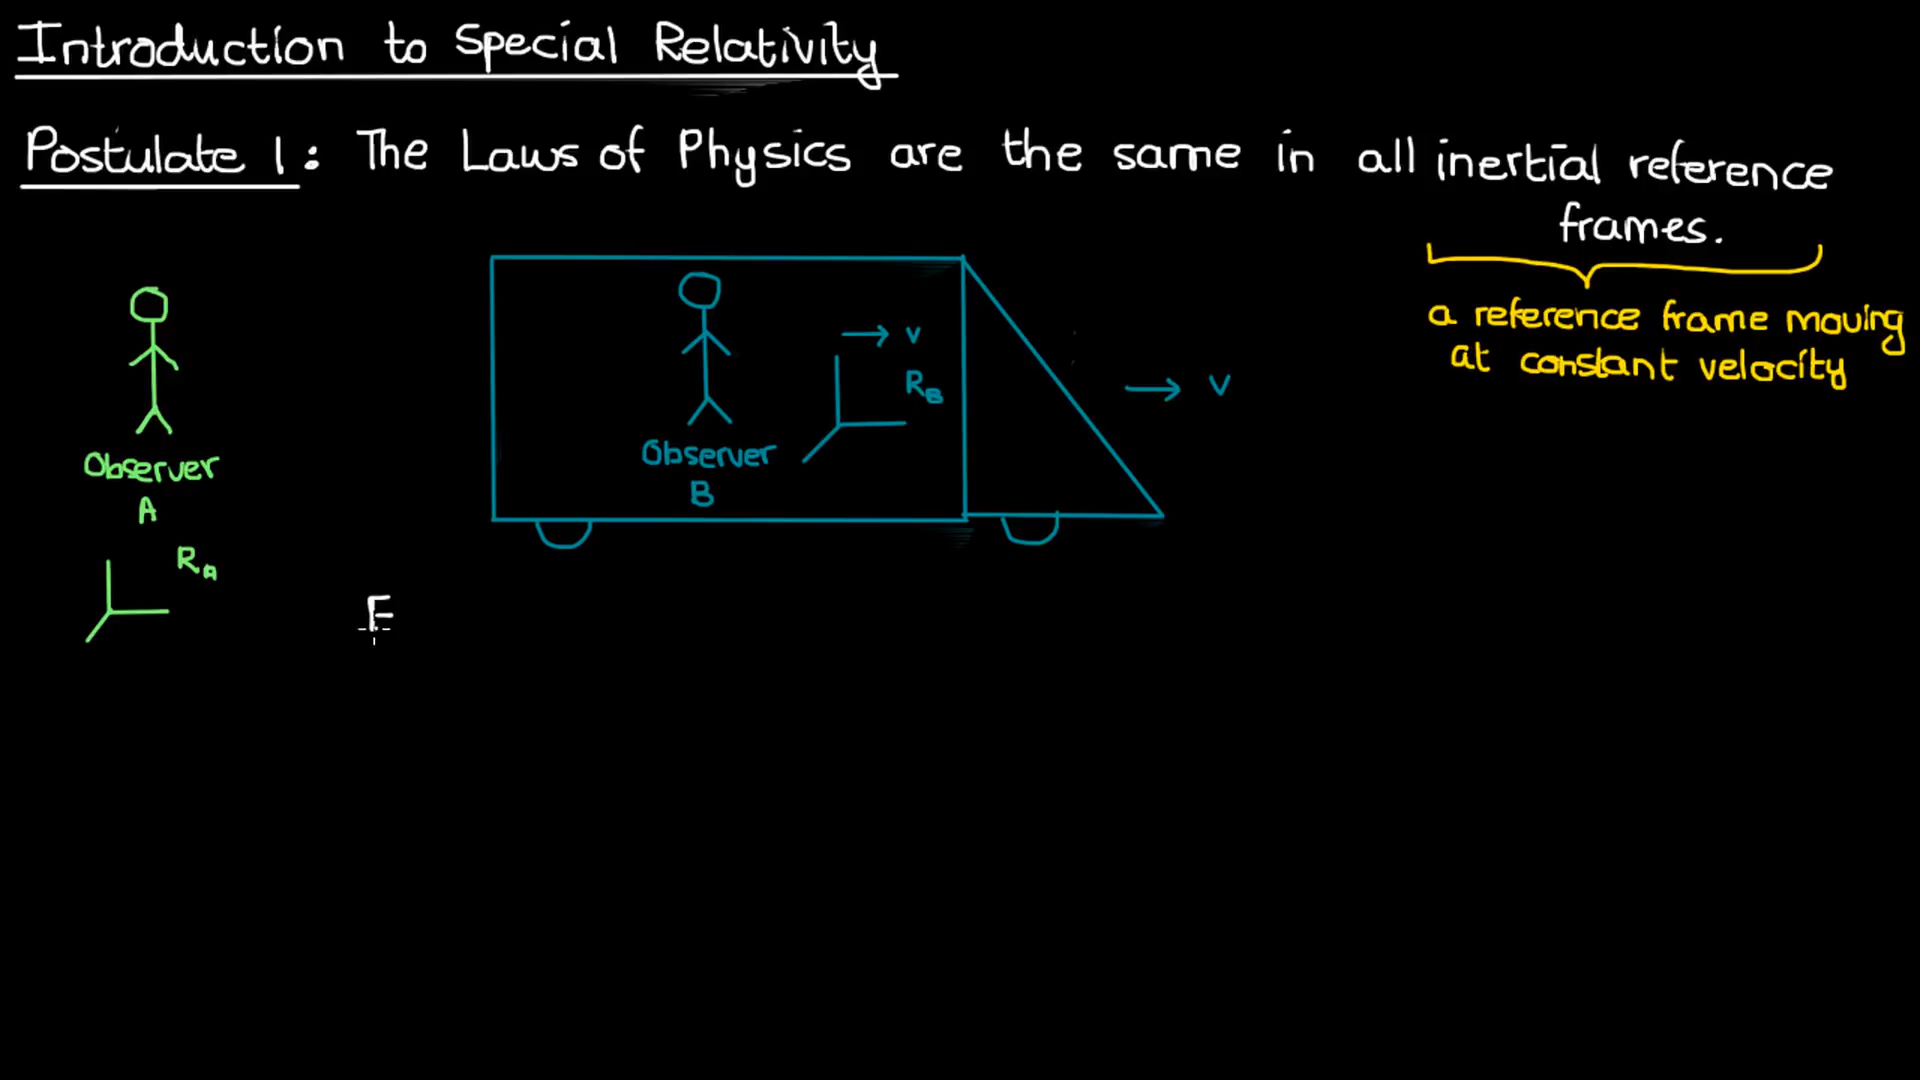 Introduction to Special Relativity
Postulate 1: The Laws of Physics are the same in all inertial reference
frames.
a reference frame moving
at constant velocity
v
R_B
v
Observer
B
Observer
A
R_A
F